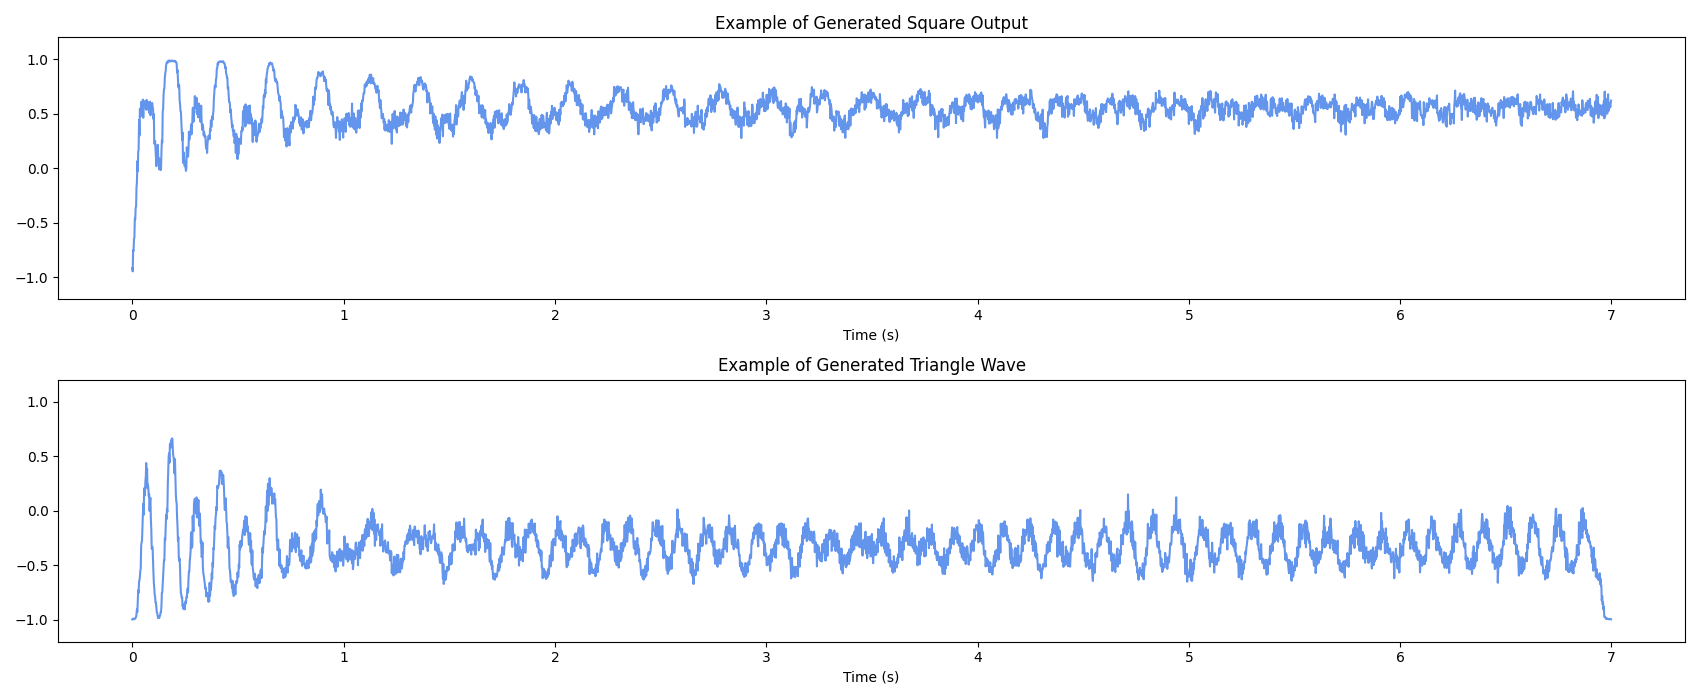 Example of Generated Square Output
1.0
0.5
0.0
−0.5
−1.0
0 1 2 3 4 5 6 7
Time (s)
Example of Generated Triangle Wave
1.0
0.5
0.0
−0.5
−1.0
0 1 2 3 4 5 6 7
Time (s)